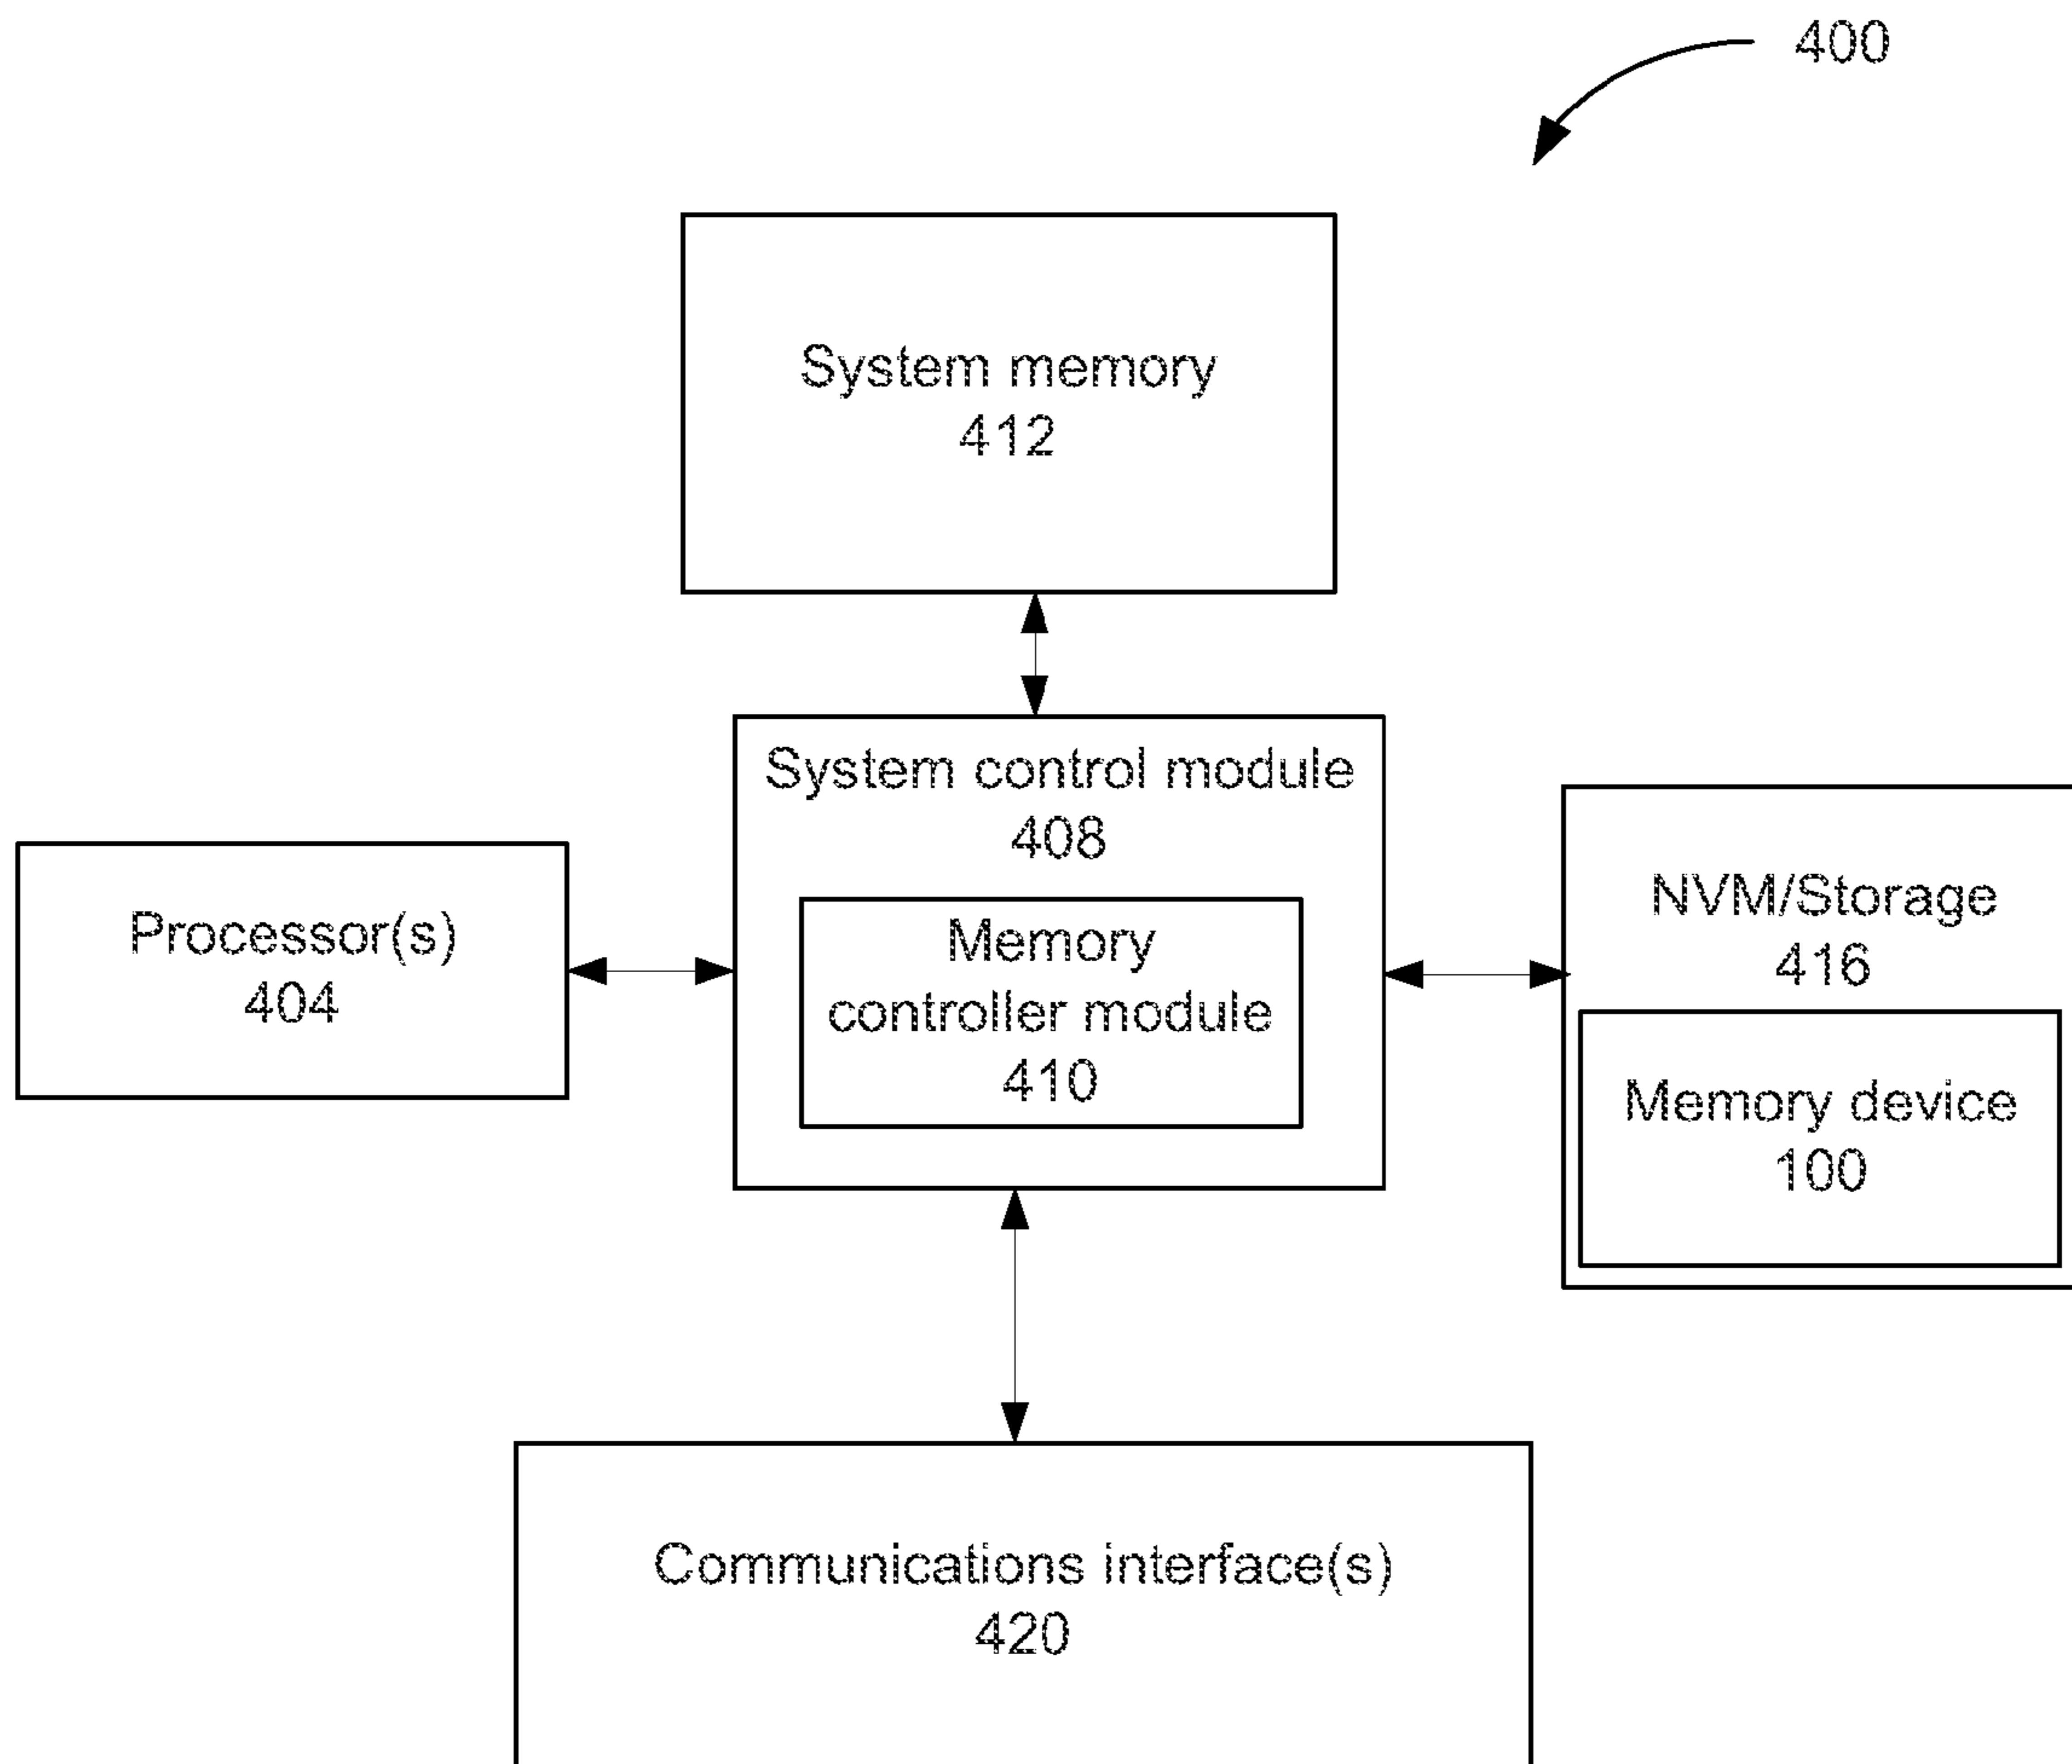 400
System memory
412
System control module
408
Processor(s)
404
Memory
controller module
410
NVM/Storage
416
Memory device
100
Communications interface(s)
420